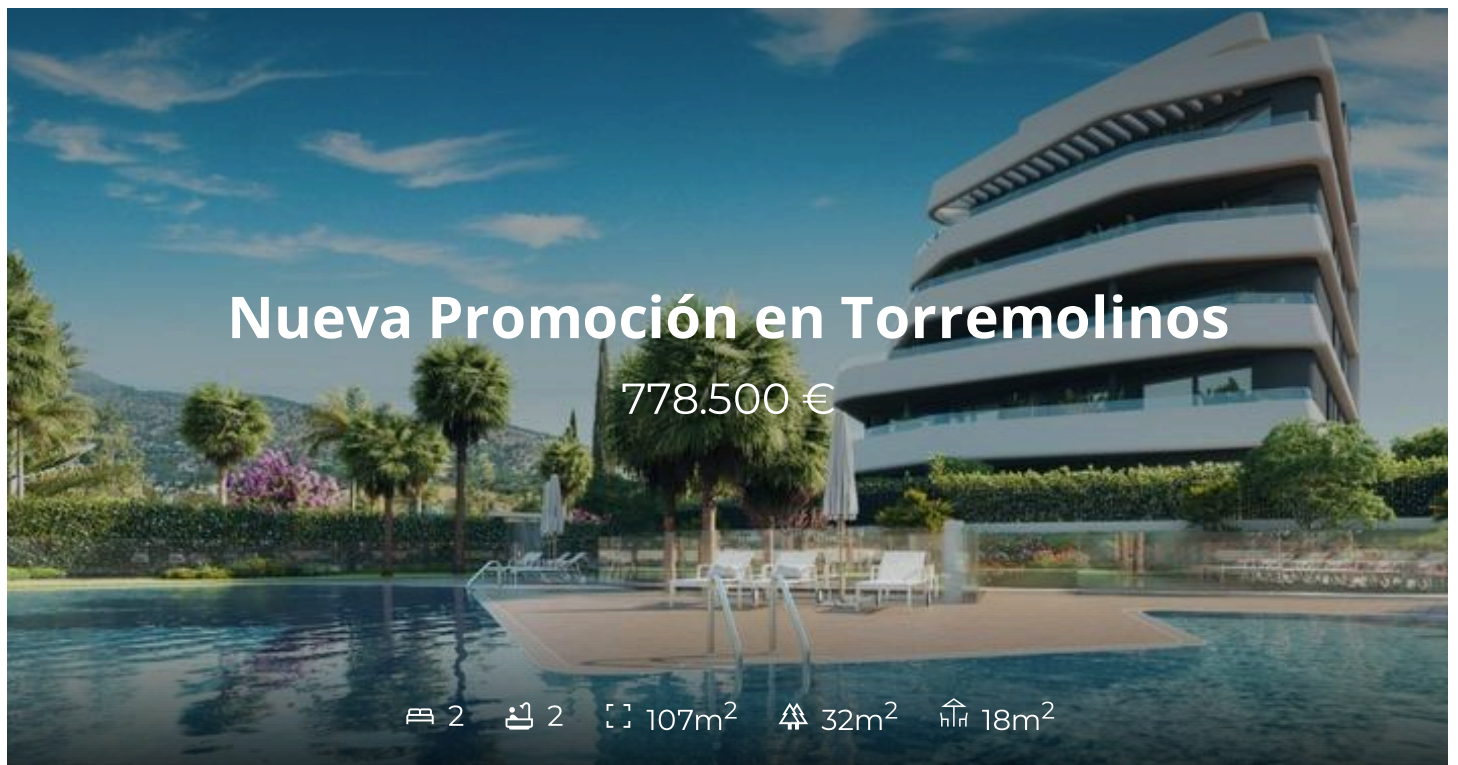 Nueva Promoción en Torremolinos
778.500 €
2 2 107m² 32m² 18m²